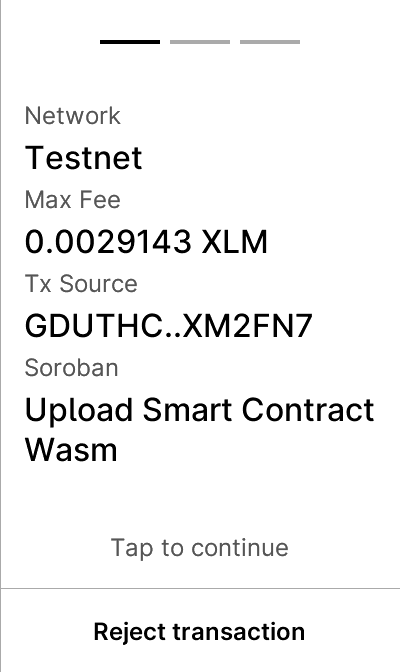 Network
Testnet
Max Fee
0.0029143 XLM
Tx Source
GDUTHC..XM2FN7
Soroban
Upload Smart Contract
Wasm
Tap to continue
Reject transaction